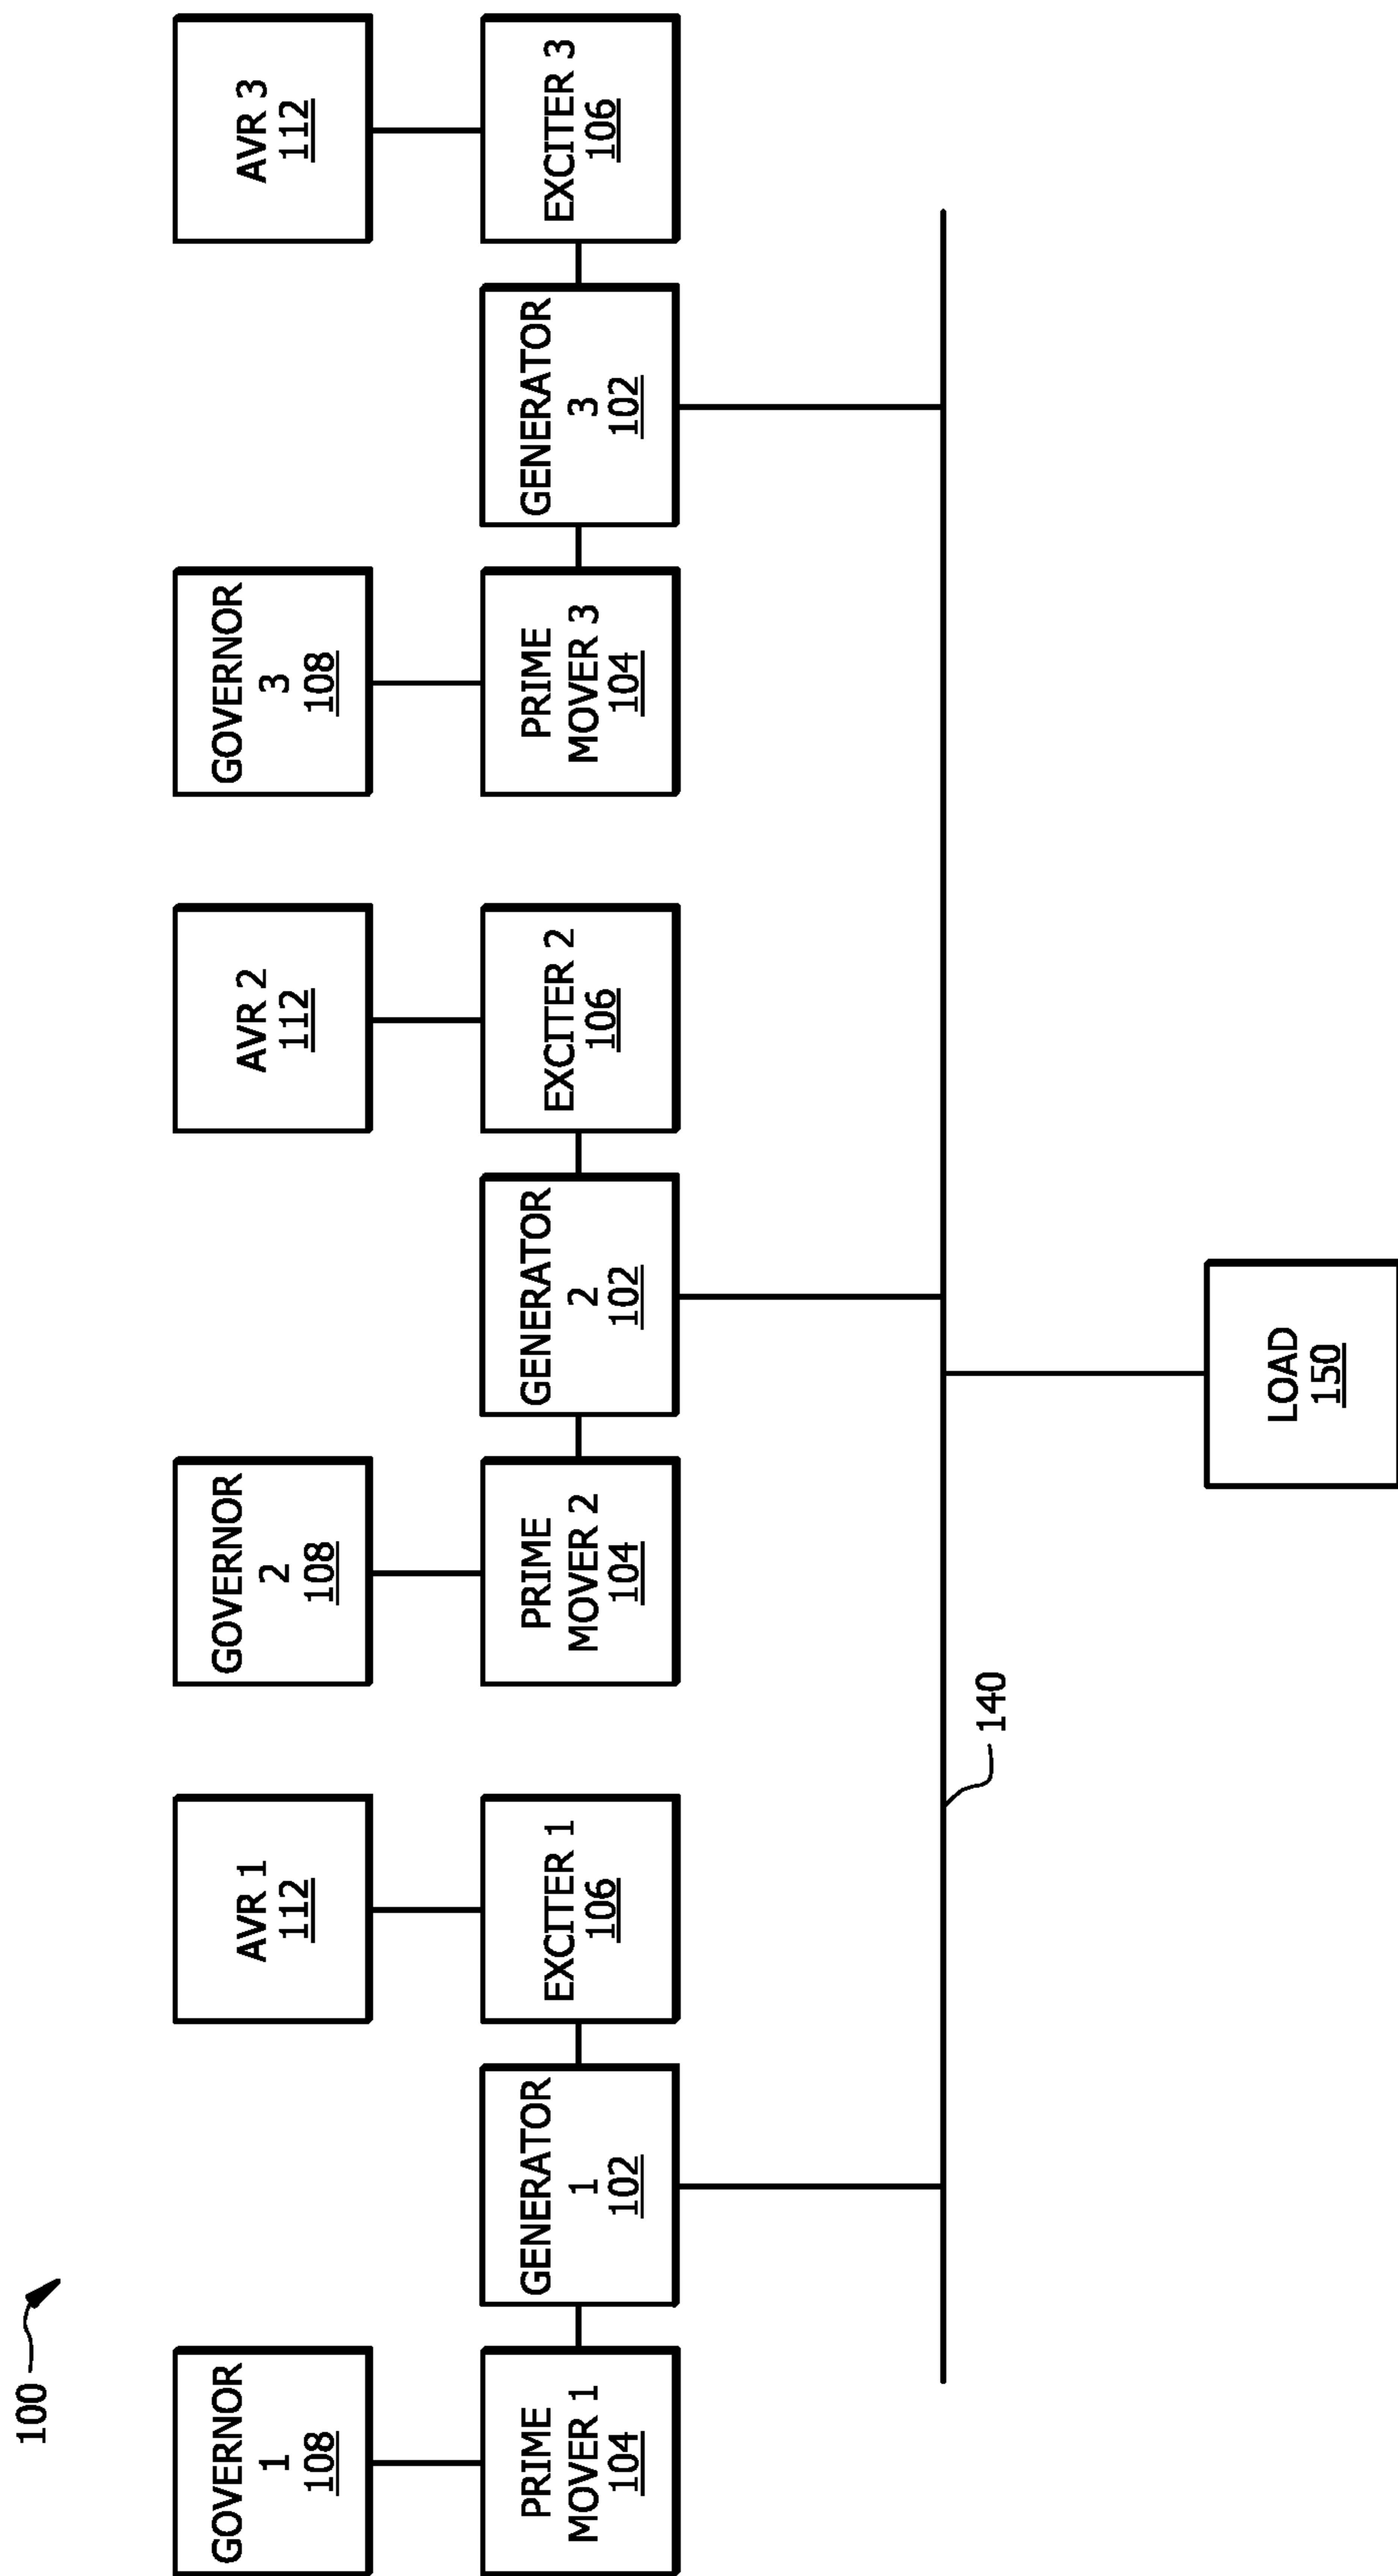 100
GOVERNOR
1
108
AVR 1
112
GOVERNOR
2
108
AVR 2
112
GOVERNOR
3
108
AVR 3
112
PRIME
MOVER 1
104
GENERATOR
1
102
EXCITER 1
106
PRIME
MOVER 2
104
GENERATOR
2
102
EXCITER 2
106
PRIME
MOVER 3
104
GENERATOR
3
102
EXCITER 3
106
140
LOAD
150